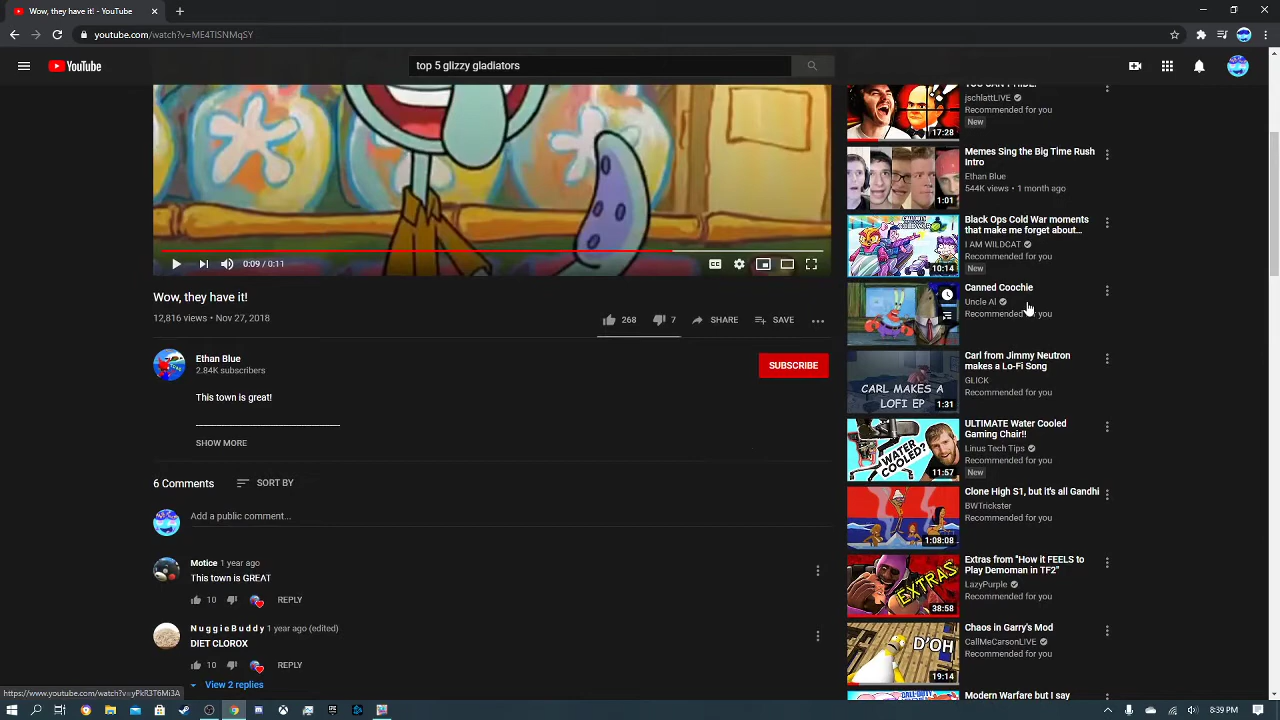 Wow, they have it! - YouTube
youtube.com/watch?v=ME4TlSNMqSY
YouTube
top 5 glizzy gladiators
0:09 / 0:11
Wow, they have it!
12,816 views • Nov 27, 2018
268
7
SHARE
SAVE
Ethan Blue
2.84K subscribers
SUBSCRIBE
This town is great!
SHOW MORE
6 Comments
SORT BY
Add a public comment...
Motice 1 year ago
This town is GREAT
10
REPLY
N u g g i e B u d d y 1 year ago (edited)
DIET CLOROX
10
REPLY
View 2 replies
jschlattLIVE
Recommended for you
New
17:28
Memes Sing the Big Time Rush
Intro
Ethan Blue
544K views • 1 month ago
1:01
Black Ops Cold War moments
that make me forget about...
I AM WILDCAT
Recommended for you
New
10:14
Canned Coochie
Uncle Al
Recommended for you
Carl from Jimmy Neutron
makes a Lo-Fi Song
GLICK
Recommended for you
CARL MAKES A
LOFI EP
1:31
ULTIMATE Water Cooled
Gaming Chair!!
Linus Tech Tips
Recommended for you
New
WATER
COOLED?
11:57
Clone High S1, but it's all Gandhi
BWTrickster
Recommended for you
1:08:08
Extras from "How it FEELS to
Play Demoman in TF2"
LazyPurple
Recommended for you
EXTRAS
38:58
Chaos in Garry's Mod
CallMeCarsonLIVE
Recommended for you
D'OH
19:14
Modern Warfare but I say
8:39 PM